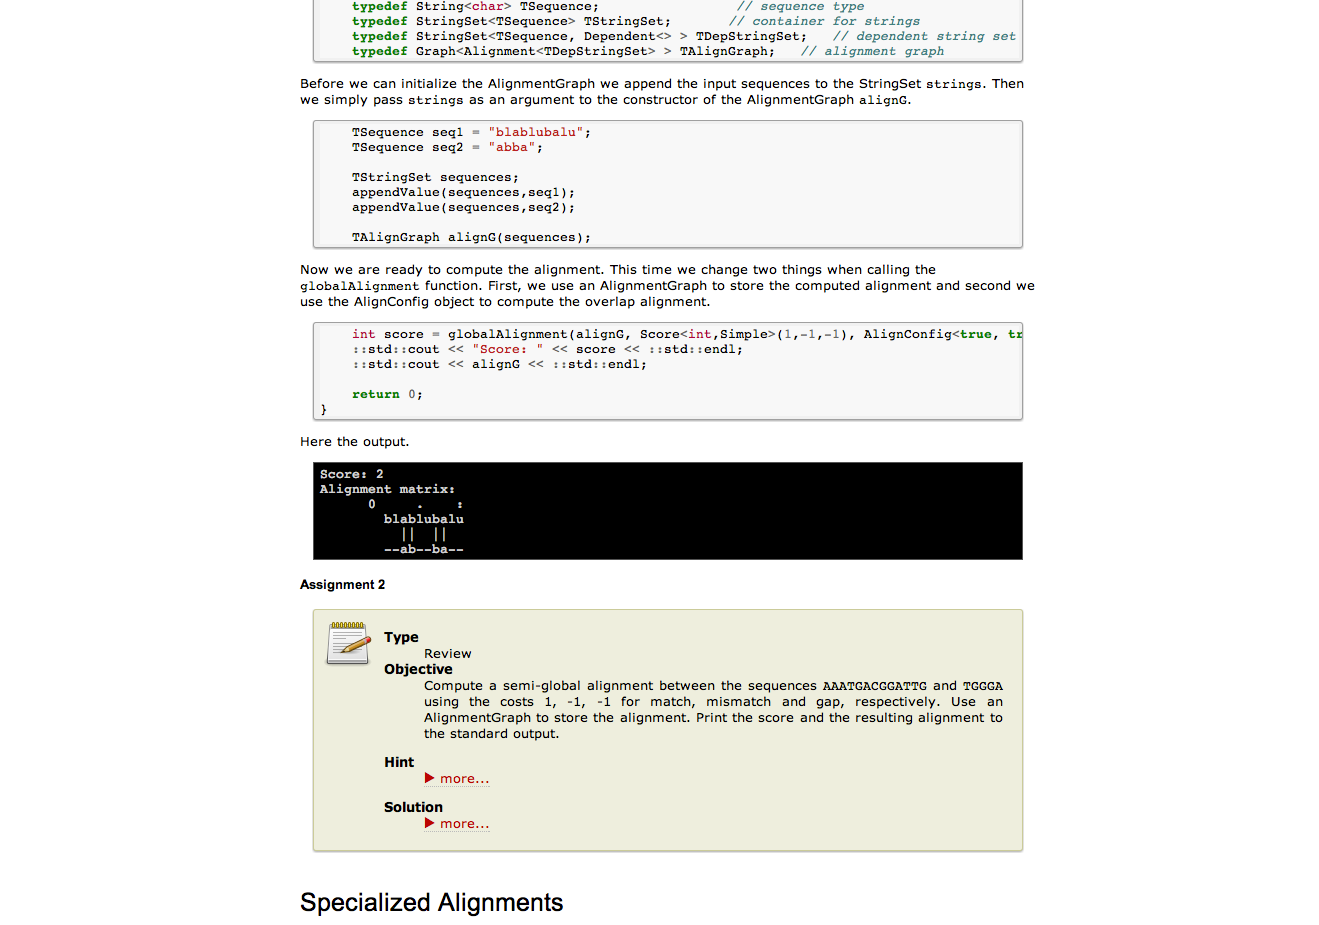 typedef String<char> TSequence;                 // sequence type
typedef StringSet<TSequence> TStringSet;       // container for strings
typedef StringSet<TSequence, Dependent<> > TDepStringSet;   // dependent string set
typedef Graph<Alignment<TDepStringSet> > TAlignGraph;   // alignment graph
Before we can initialize the AlignmentGraph we append the input sequences to the StringSet strings. Then
we simply pass strings as an argument to the constructor of the AlignmentGraph alignG.
TSequence seq1 = "blablubalu";
TSequence seq2 = "abba";
TStringSet sequences;
appendValue(sequences,seq1);
appendValue(sequences,seq2);
TAlignGraph alignG(sequences);
Now we are ready to compute the alignment. This time we change two things when calling the
globalAlignment function. First, we use an AlignmentGraph to store the computed alignment and second we
use the AlignConfig object to compute the overlap alignment.
int score = globalAlignment(alignG, Score<int,Simple>(1,-1,-1), AlignConfig<true, tr
::std::cout << "Score: " << score << ::std::endl;
::std::cout << alignG << ::std::endl;
return 0;
}
Here the output.
Score: 2
Alignment matrix:
0     .    :
blablubalu
||  ||
--ab--ba--
Assignment 2
Type
Review
Objective
Compute a semi-global alignment between the sequences AAATGACGGATTG and TGGGA
using the costs 1, -1, -1 for match, mismatch and gap, respectively. Use an
AlignmentGraph to store the alignment. Print the score and the resulting alignment to
the standard output.
Hint
▶ more...
Solution
▶ more...
Specialized Alignments